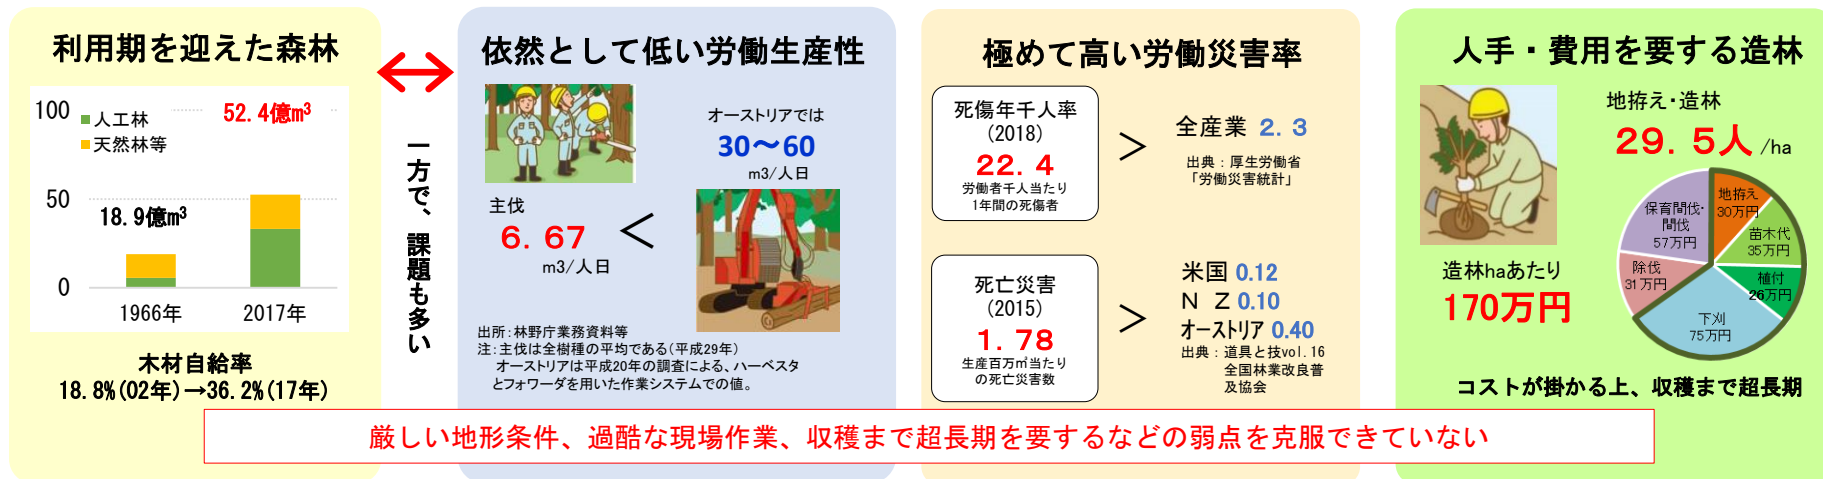 利用期を迎えた森林
100
■人工林
■天然林等
52.4億m³
50
18.9億m³
0
1966年
2017年
木材自給率
18.8%(02年)→36.2%(17年)
一方で、課題も多い
依然として低い労働生産性
オーストリアでは
30～60
m3/人日
主伐
6.67
＜
m3/人日
出所：林野庁業務資料等
注：主伐は全樹種の平均である（平成29年）
オーストリアは平成20年の調査による、ハーベスタ
とフォワーダを用いた作業システムでの値。
極めて高い労働災害率
死傷年千人率
(2018)
22.4
労働者千人当たり
1年間の死傷者
＞
全産業 2.3
出典：厚生労働省
「労働災害統計」
死亡災害
(2015)
1.78
生産百万㎥当たり
の死亡災害数
＞
米国 0.12
ＮＺ 0.10
オーストリア 0.40
出典：道具と技vol.16
全国林業改良普
及協会
人手・費用を要する造林
地拵え・造林
29.5人 /ha
造林haあたり
170万円
地拵え
30万円
苗木代
35万円
植付
26万円
下刈
75万円
除伐
31万円
保育間伐・
間伐
57万円
コストが掛かる上、収穫まで超長期
厳しい地形条件、過酷な現場作業、収穫まで超長期を要するなどの弱点を克服できていない